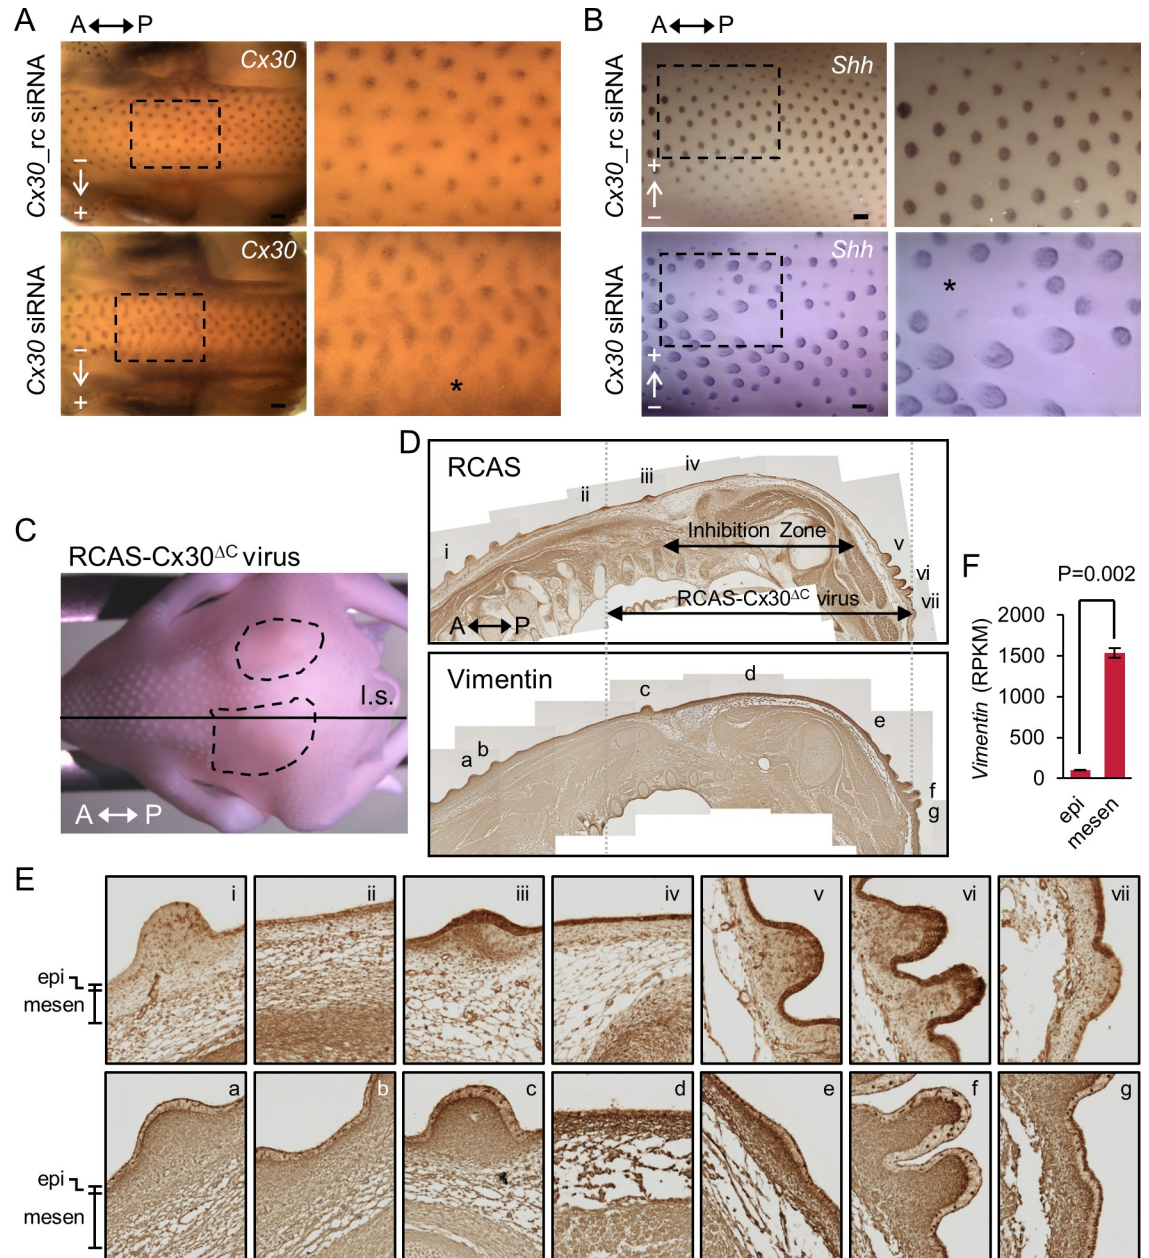 A
A P
Cx30_rc siRNA
Cx30
−
+
Cx30 siRNA
Cx30
−
+
*
B
A P
Cx30_rc siRNA
Shh
+
−
Cx30 siRNA
Shh
+
−
*
C
RCAS-Cx30ΔC virus
l.s.
A P
D
RCAS
i
ii
iii
iv
Inhibition Zone
v
vi
vii
RCAS-Cx30ΔC virus
A P
Vimentin
a
b
c
d
e
f
g
F
P=0.002
Vimentin (RPKM)
2000
1500
1000
500
0
epi
mesen
E
epi
mesen
i
ii
iii
iv
v
vi
vii
epi
mesen
a
b
c
d
e
f
g